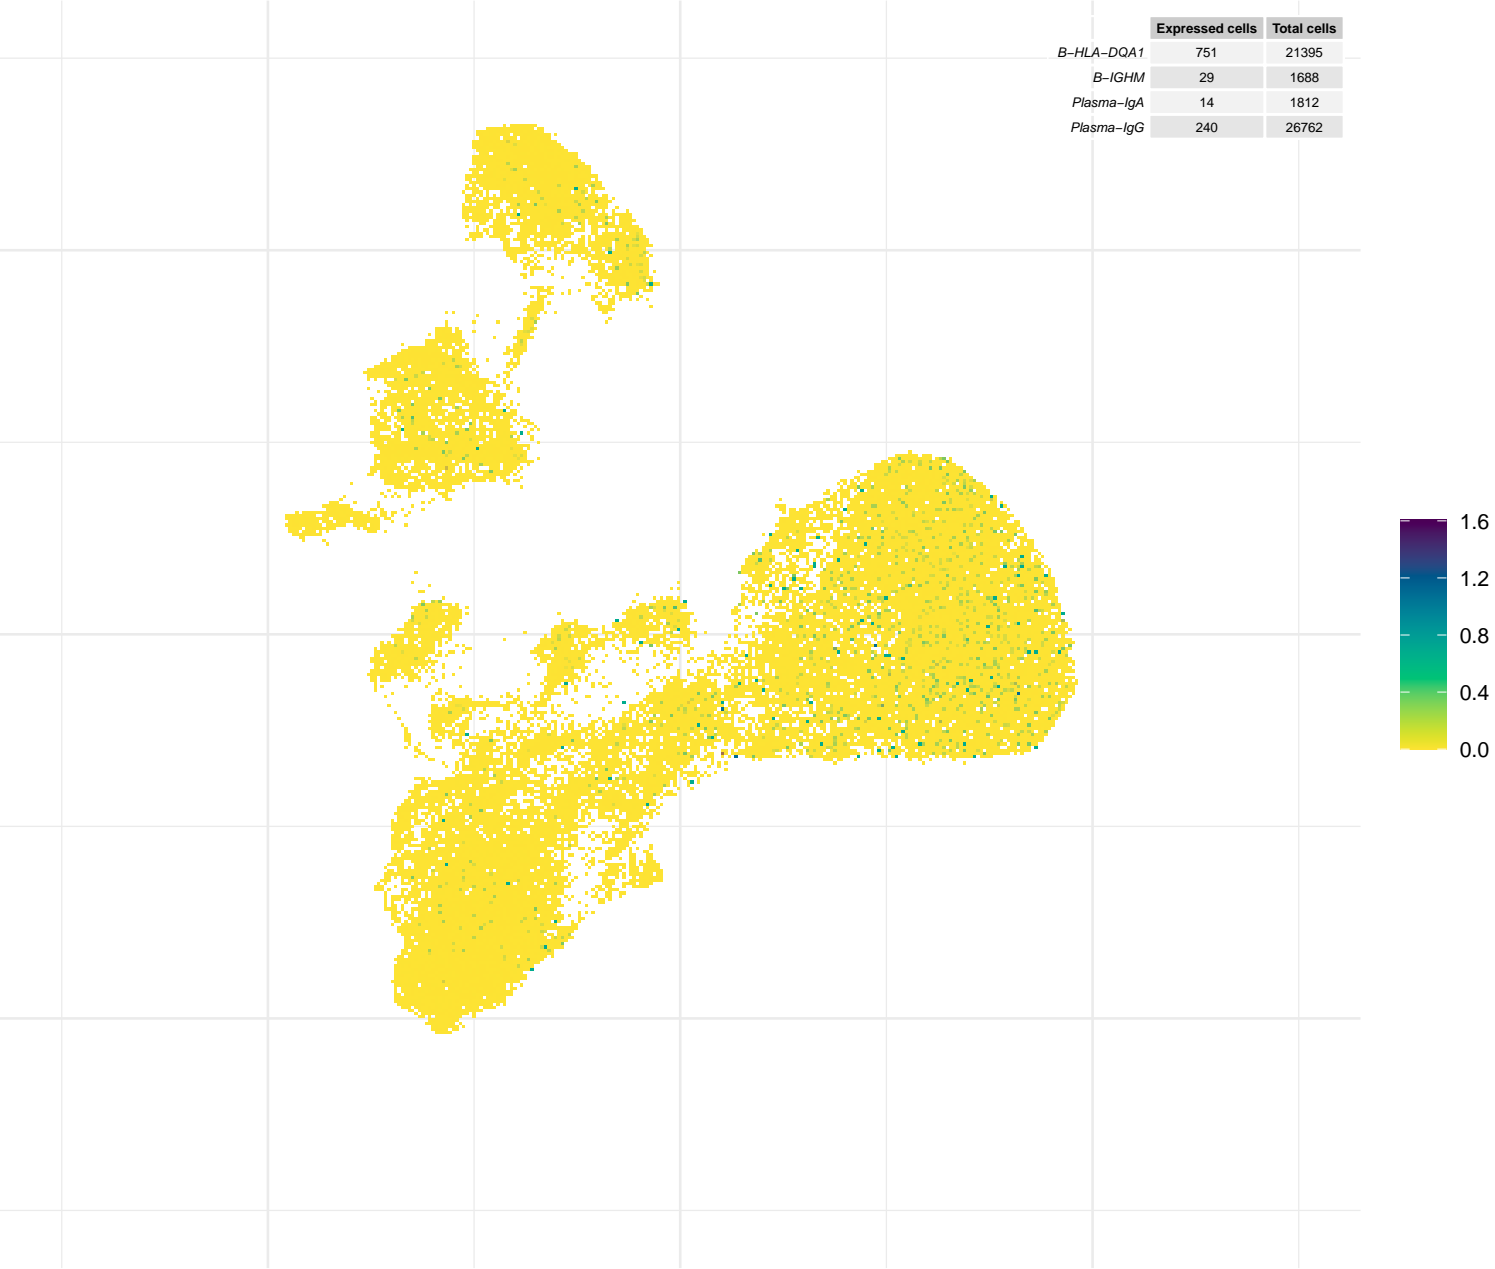 Expressed cells Total cells
B−HLA−DQA1 751 21395
B−IGHM 29 1688
Plasma−IgA 14 1812
Plasma−IgG 240 26762
1.6
1.2
0.8
0.4
0.0